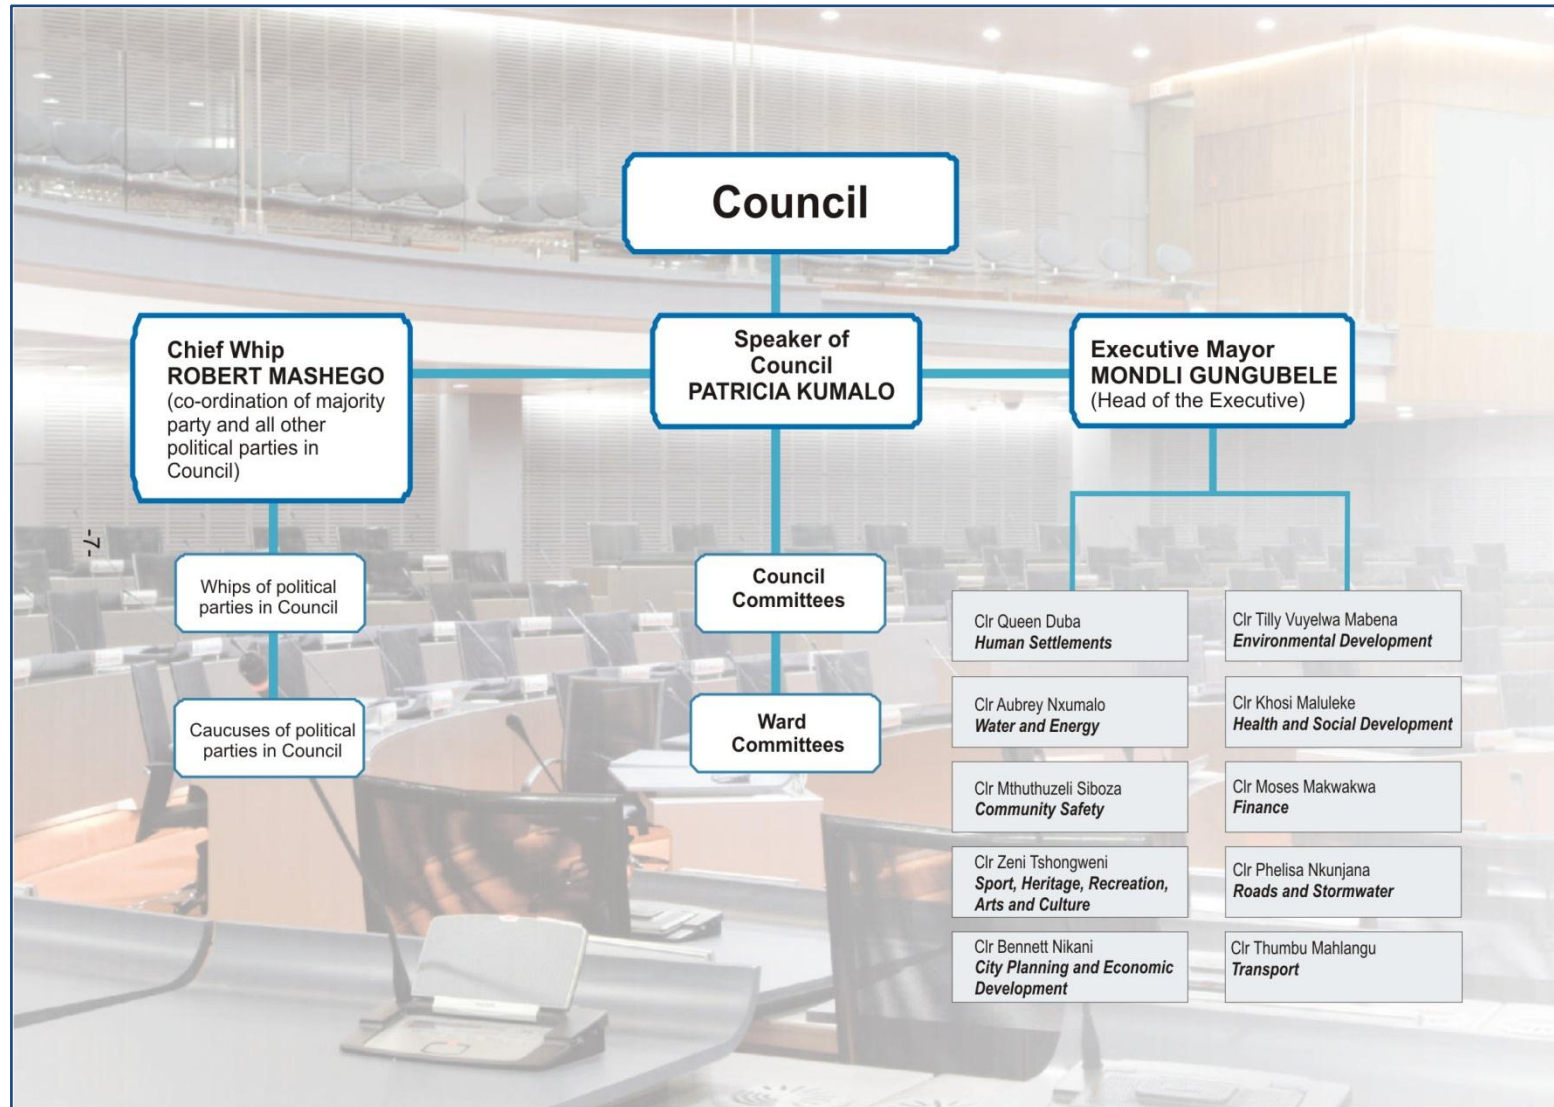 Council
Chief Whip
ROBERT MASHEGO
(co-ordination of majority
party and all other
political parties in
Council)
Speaker of
Council
PATRICIA KUMALO
Executive Mayor
MONDLI GUNGUBELE
(Head of the Executive)
-7-
Whips of political
parties in Council
Caucuses of political
parties in Council
Council
Committees
Ward
Committees
Clr Queen Duba
Human Settlements
Clr Aubrey Nxumalo
Water and Energy
Clr Mthuthuzeli Siboza
Community Safety
Clr Zeni Tshongweni
Sport, Heritage, Recreation,
Arts and Culture
Clr Bennett Nikani
City Planning and Economic
Development
Clr Tilly Vuyelwa Mabena
Environmental Development
Clr Khosi Maluleke
Health and Social Development
Clr Moses Makwakwa
Finance
Clr Phelisa Nkunjana
Roads and Stormwater
Clr Thumbu Mahlangu
Transport